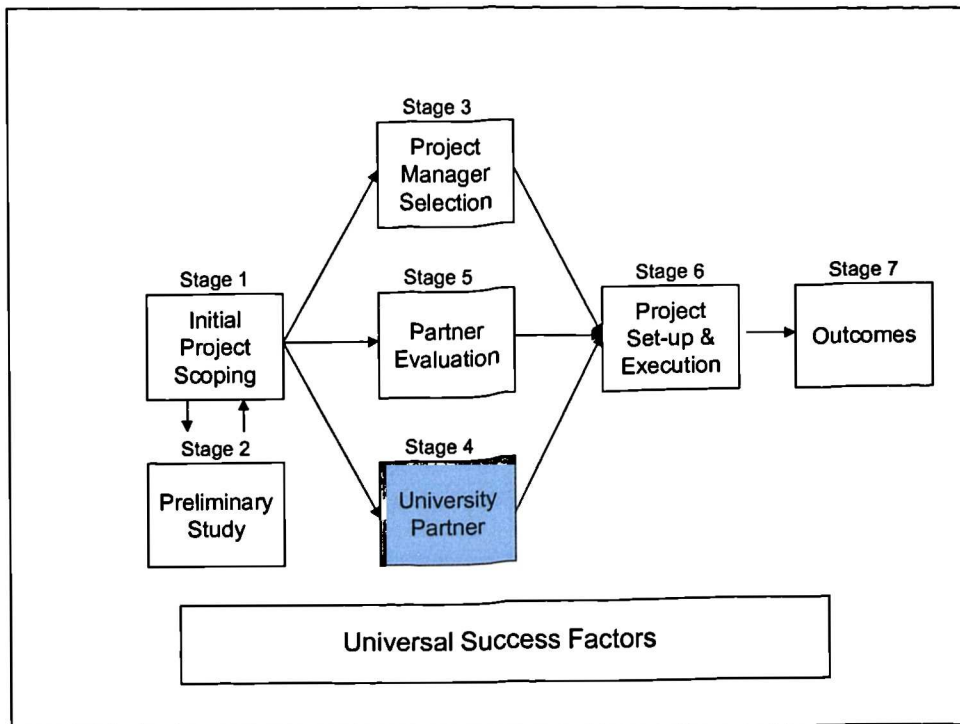 Stage 3
Project
Manager
Selection
Stage 1
Initial
Project
Scoping
Stage 5
Partner
Evaluation
Stage 6
Project
Set-up &
Execution
Stage 7
Outcomes
Stage 2
Preliminary
Study
Stage 4
University
Partner
Universal Success Factors